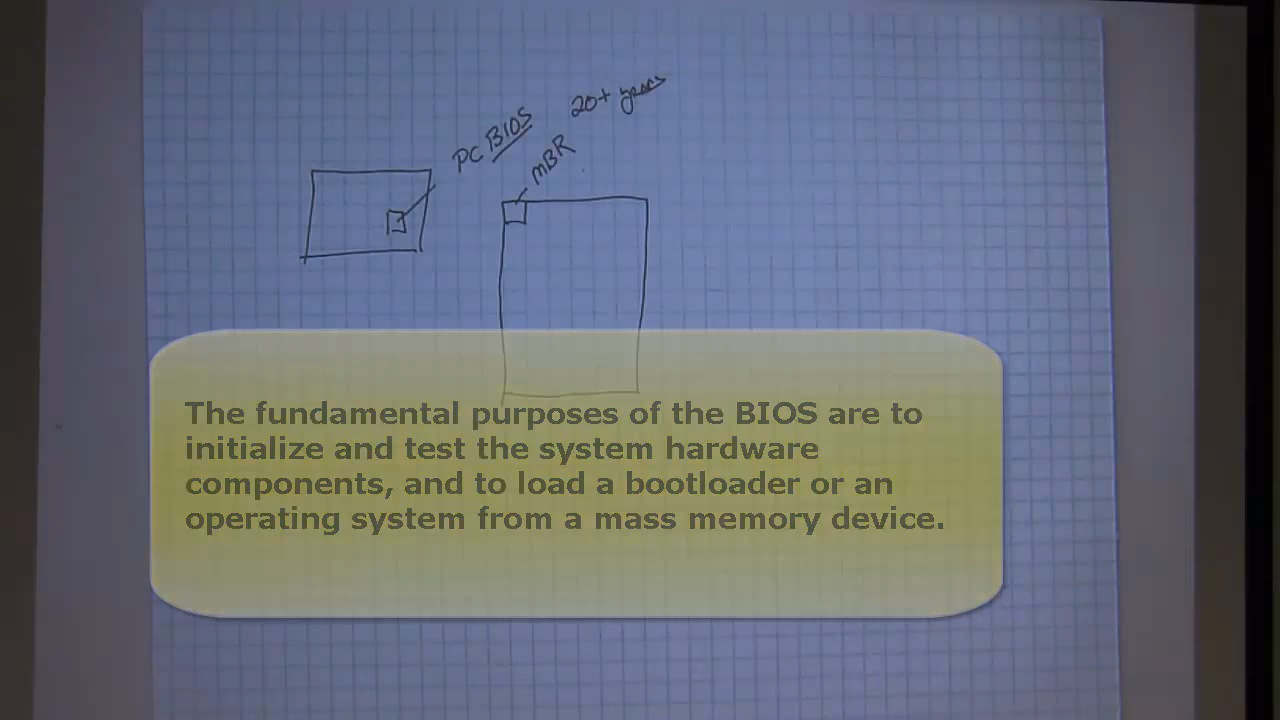 20+ years
PC BIOS
mBR
The fundamental purposes of the BIOS are to
initialize and test the system hardware
components, and to load a bootloader or an
operating system from a mass memory device.